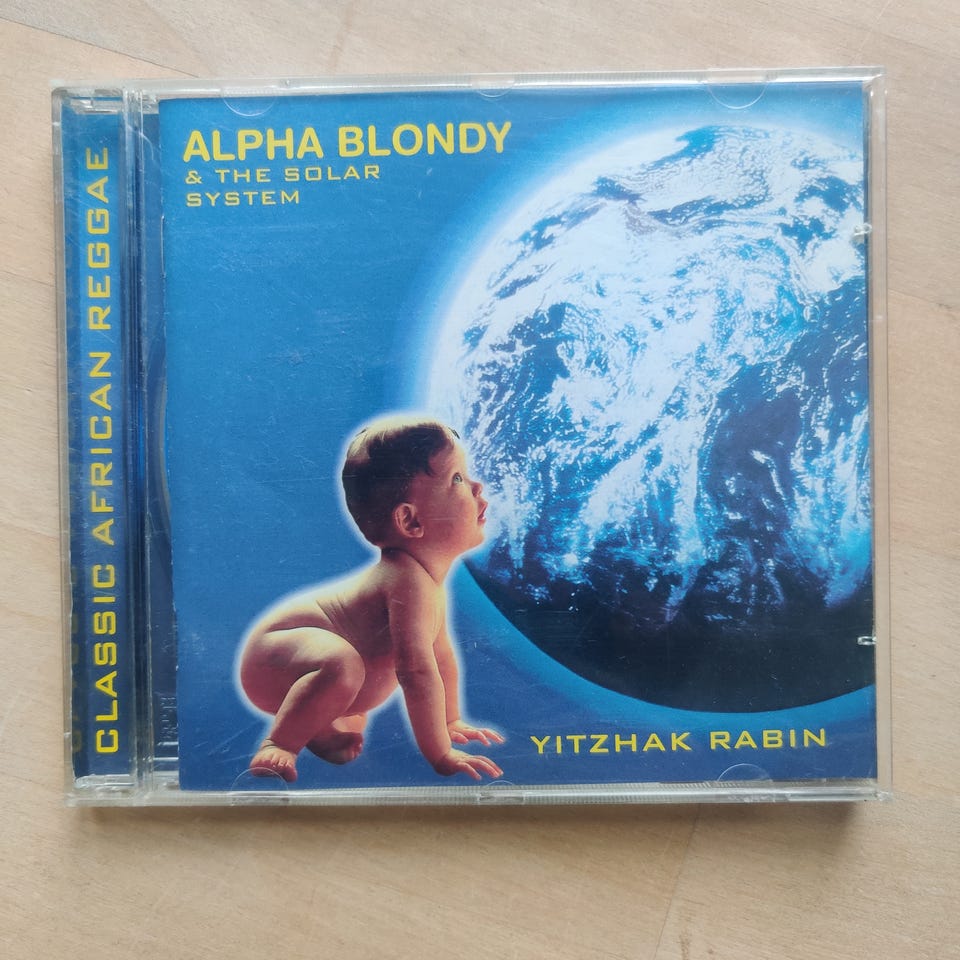 CLASSIC AFRICAN REGGAE
ALPHA BLONDY
& THE SOLAR
SYSTEM
YITZHAK RABIN